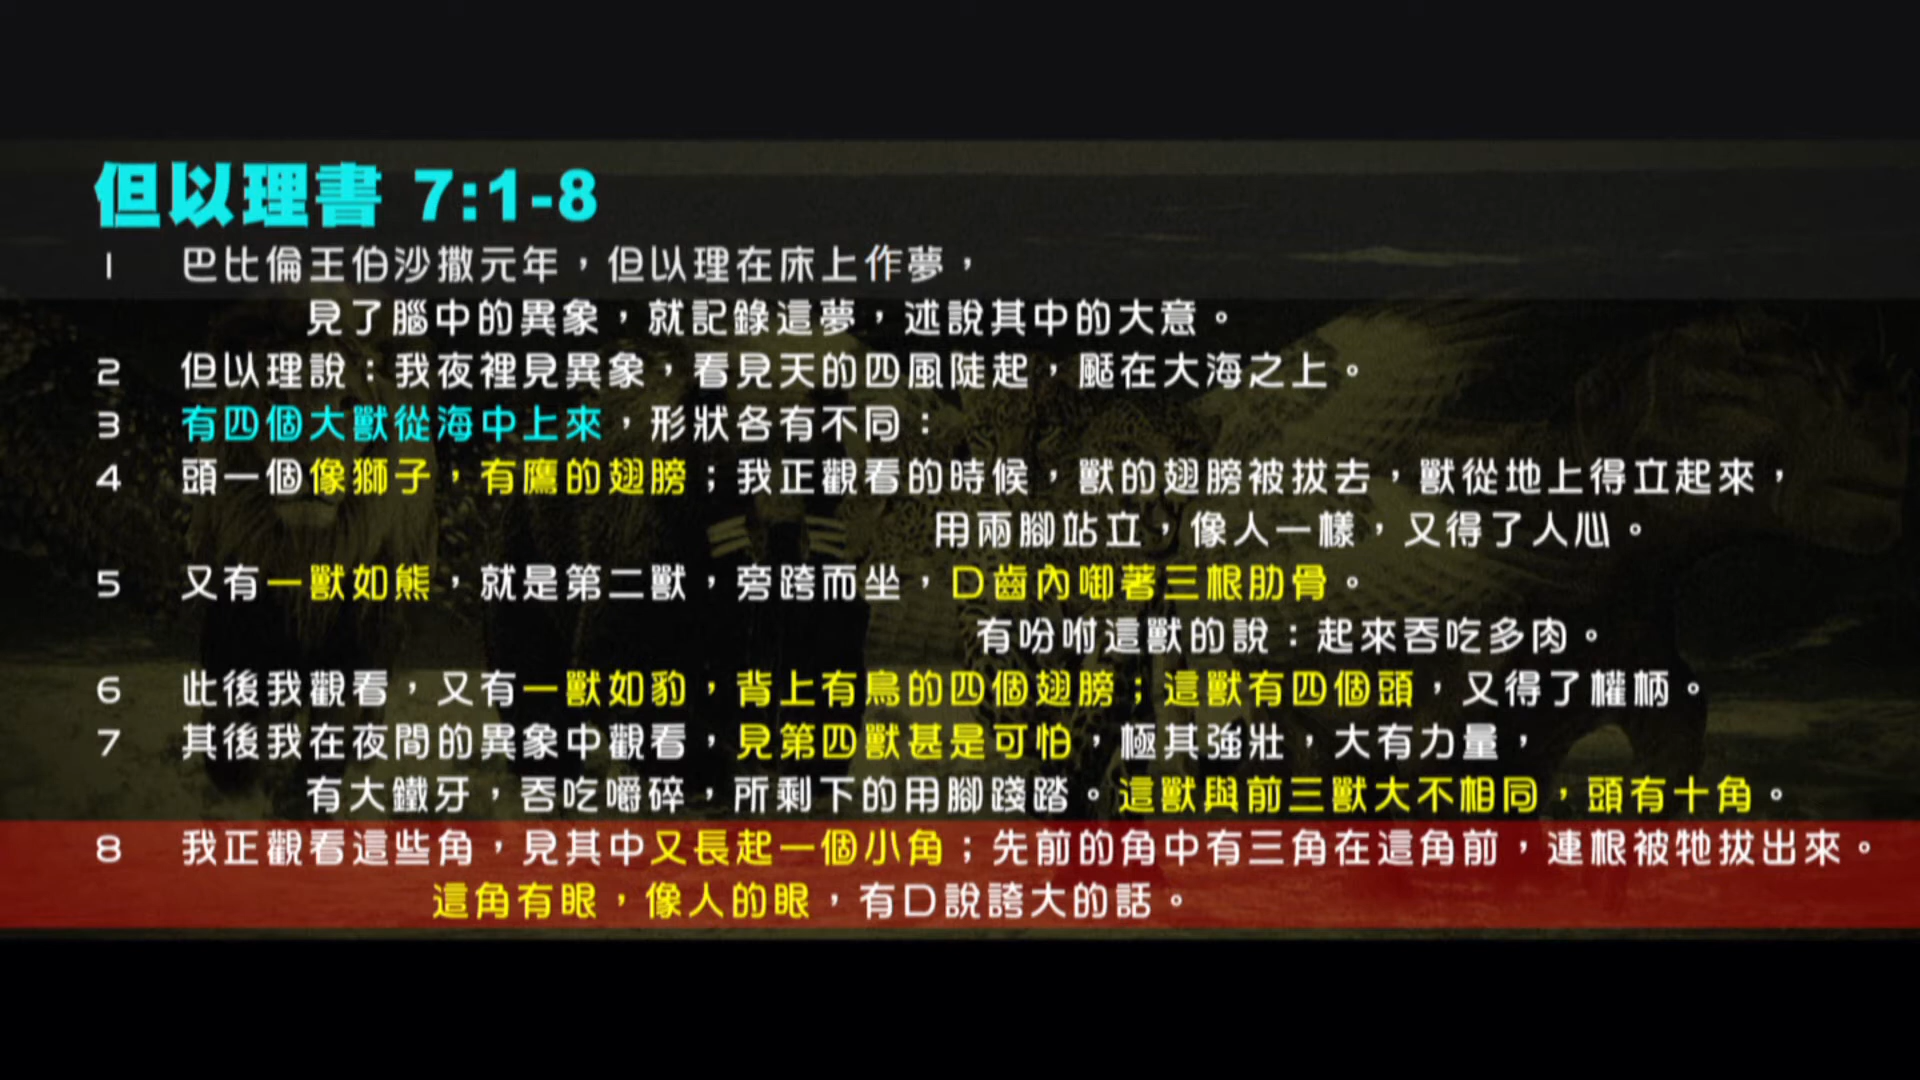 但以理書 7:1-8
1 巴比倫王伯沙撒元年，但以理在床上作夢，
見了腦中的異象，就記錄這夢，述說其中的大意。
2 但以理說：我夜裡見異象，看見天的四風陡起，颳在大海之上。
3 有四個大獸從海中上來，形狀各有不同：
4 頭一個像獅子，有鷹的翅膀；我正觀看的時候，獸的翅膀被拔去，獸從地上得立起來，
用兩腳站立，像人一樣，又得了人心。
5 又有一獸如熊，就是第二獸，旁跨而坐，口齒內啣著三根肋骨。
有吩咐這獸的說：起來吞吃多肉。
6 此後我觀看，又有一獸如豹，背上有鳥的四個翅膀；這獸有四個頭，又得了權柄。
7 其後我在夜間的異象中觀看，見第四獸甚是可怕，極其強壯，大有力量，
有大鐵牙，吞吃嚼碎，所剩下的用腳踐踏。這獸與前三獸大不相同，頭有十角。
8 我正觀看這些角，見其中又長起一個小角；先前的角中有三角在這角前，連根被牠拔出來。
這角有眼，像人的眼，有口說誇大的話。